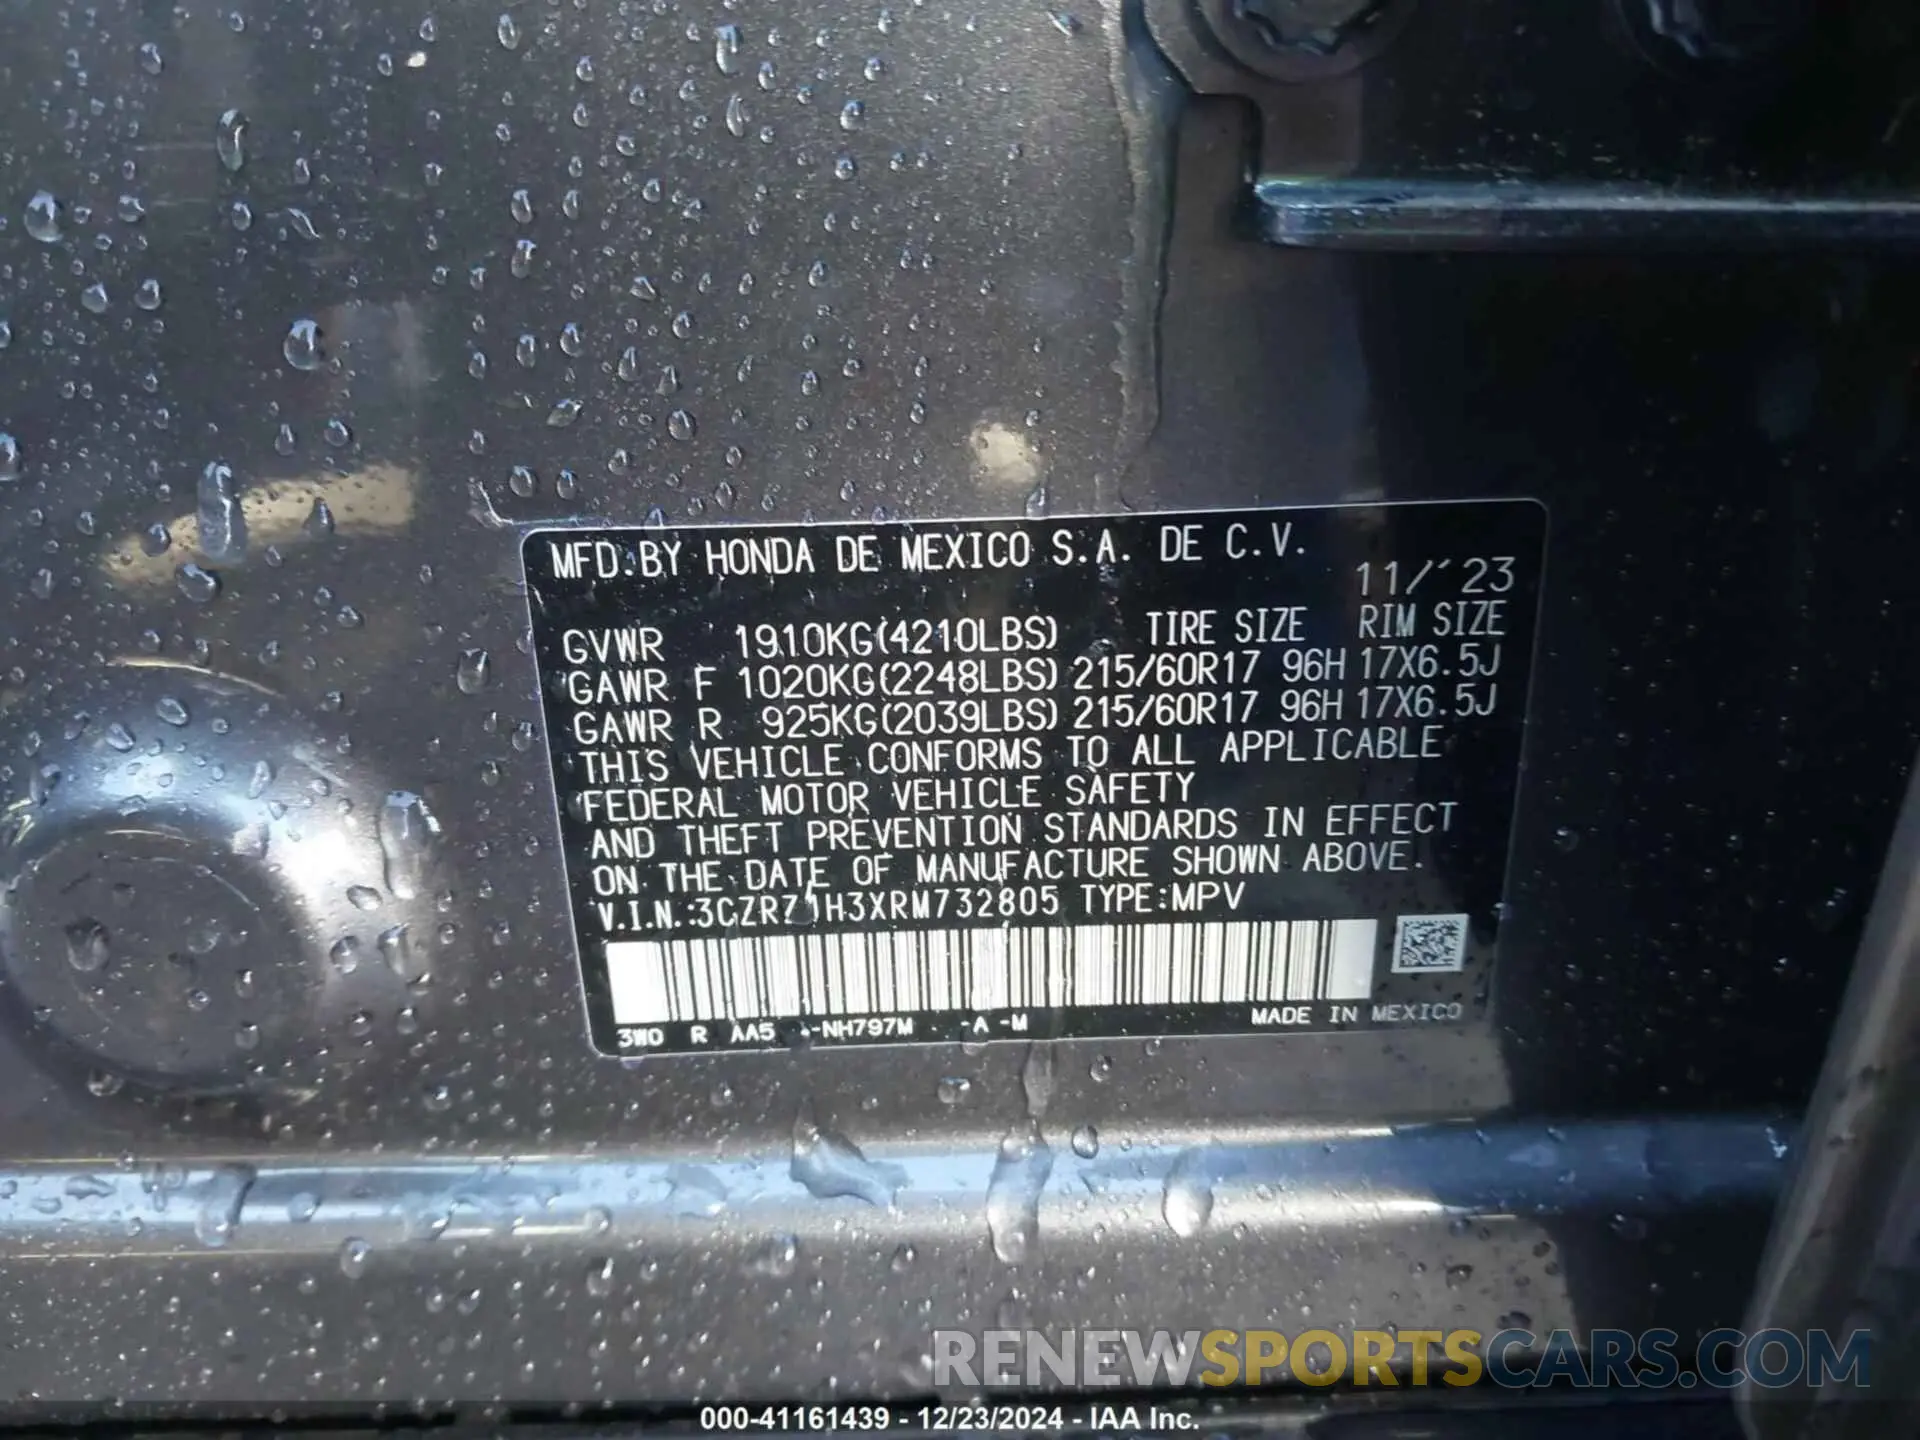 MFD.BY HONDA DE MEXICO S.A. DE C.V.
11/'23
GVWR 1910KG(4210LBS) TIRE SIZE RIM SIZE
GAWR F 1020KG(2248LBS) 215/60R17 96H 17X6.5J
GAWR R 925KG(2039LBS) 215/60R17 96H 17X6.5J
THIS VEHICLE CONFORMS TO ALL APPLICABLE
FEDERAL MOTOR VEHICLE SAFETY
AND THEFT PREVENTION STANDARDS IN EFFECT
ON THE DATE OF MANUFACTURE SHOWN ABOVE.
V.I.N.: TYPE:MPV
3W0 R AA5 -NH797M -A -M
MADE IN MEXICO
RENEWSPORTSCARS.COM
000-41161439 - 12/23/2024 - IAA Inc.